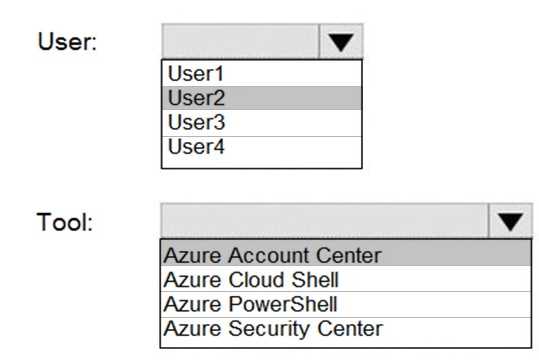 User:
User1
User2
User3
User4
Tool:
Azure Account Center
Azure Cloud Shell
Azure PowerShell
Azure Security Center